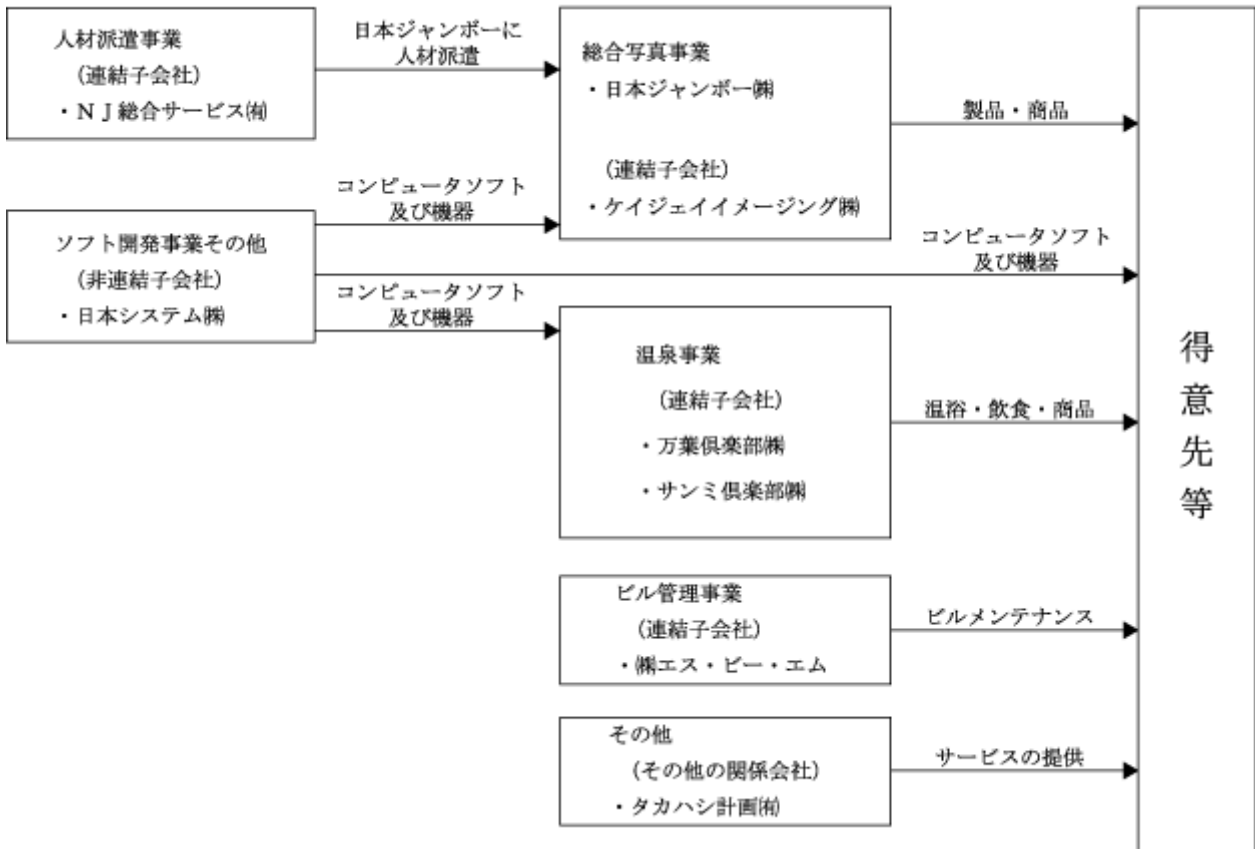 人材派遣事業
（連結子会社）
・ＮＪ総合サービス㈲
日本ジャンボーに
人材派遣
総合写真事業
・日本ジャンボー㈱
（連結子会社）
・ケイジェイイメージング㈱
製品・商品
コンピュータソフト
及び機器
ソフト開発事業その他
（非連結子会社）
・日本システム㈱
コンピュータソフト
及び機器
コンピュータソフト
及び機器
温泉事業
（連結子会社）
・万葉倶楽部㈱
・サンミ倶楽部㈱
温浴・飲食・商品
ビル管理事業
（連結子会社）
・㈱エス・ビー・エム
ビルメンテナンス
その他
（その他の関係会社）
・タカハシ計画㈲
サービスの提供
得意先等